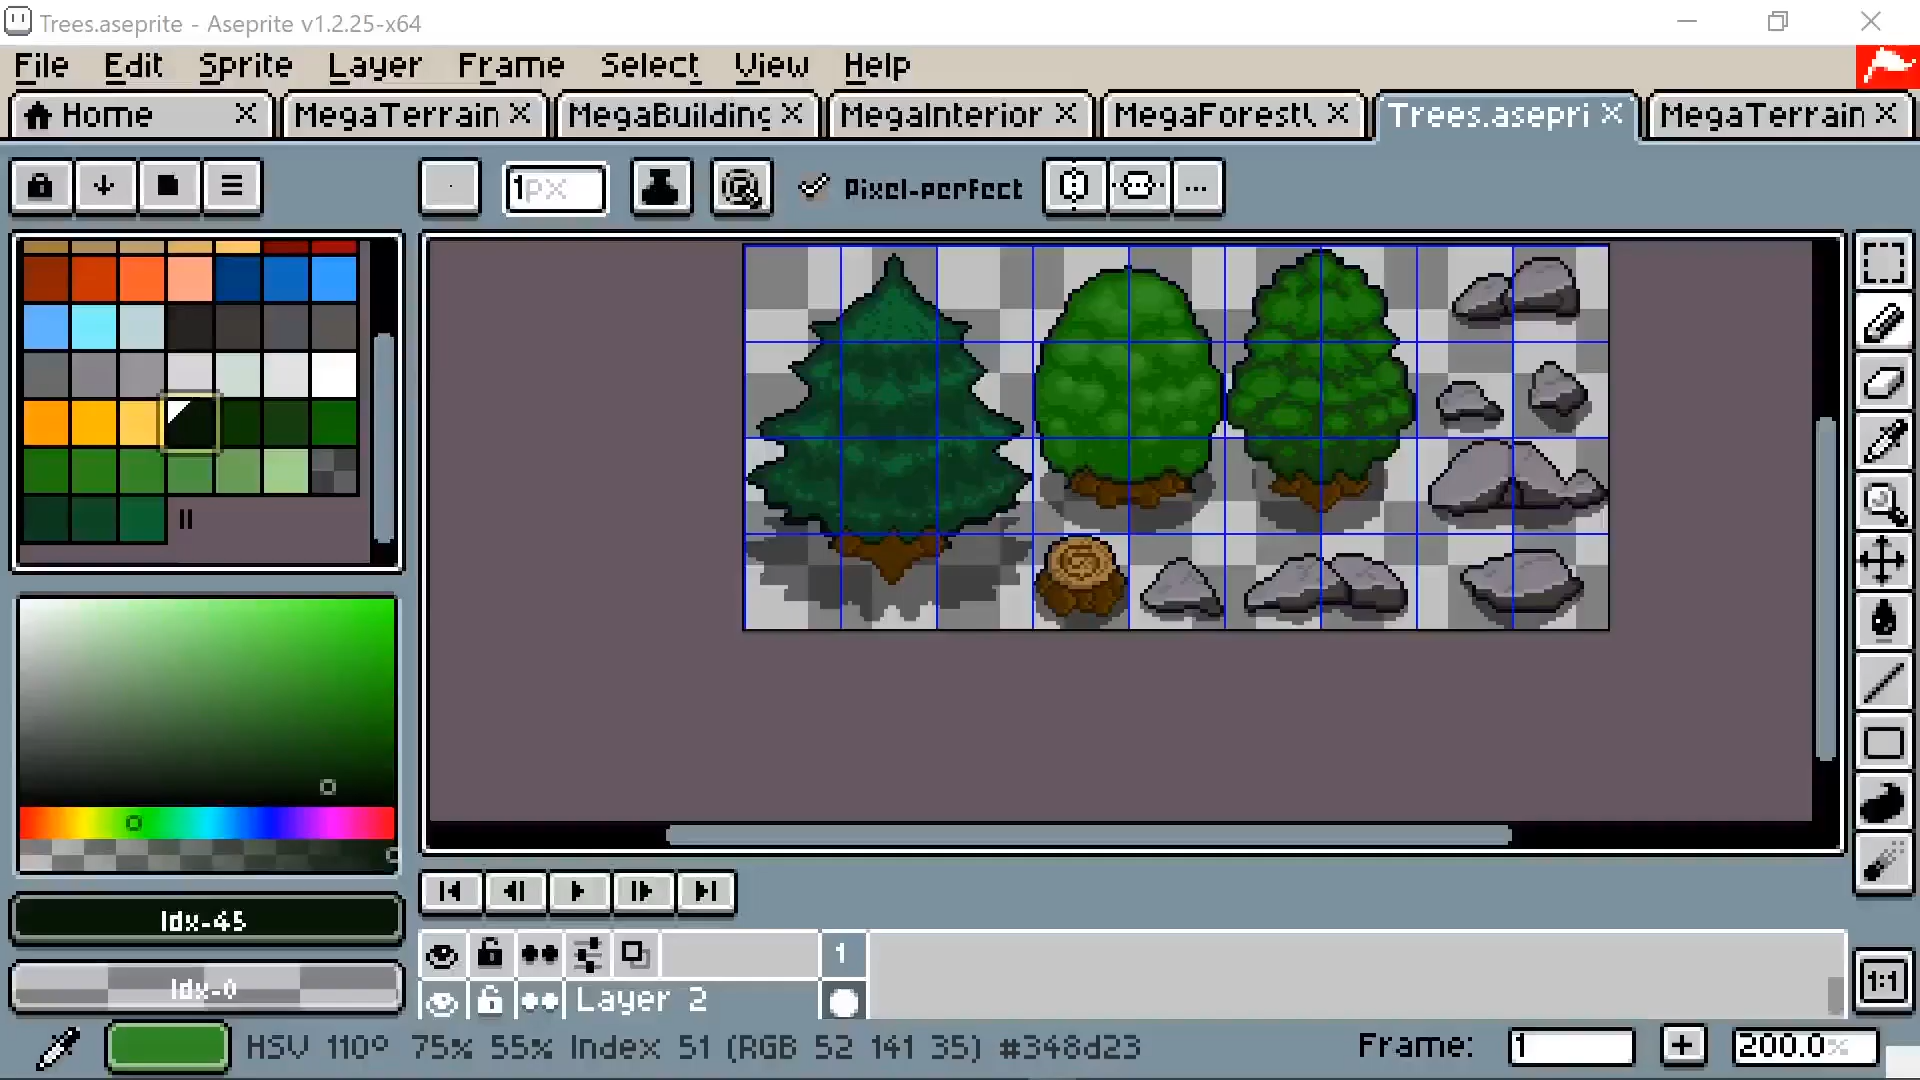 Trees.aseprite - Aseprite v1.2.25-x64
File Edit Sprite Layer Frame Select View Help
Home MegaTerrain MegaBuilding MegaInterior MegaForest Trees.asepri MegaTerrain
1px Pixel-perfect ...
Idx-45
1
Idx-0
Layer 2
1:1
HSV 110° 75% 55% Index 51 (RGB 52 141 35) #348d23 Frame: 1 + 200.0%